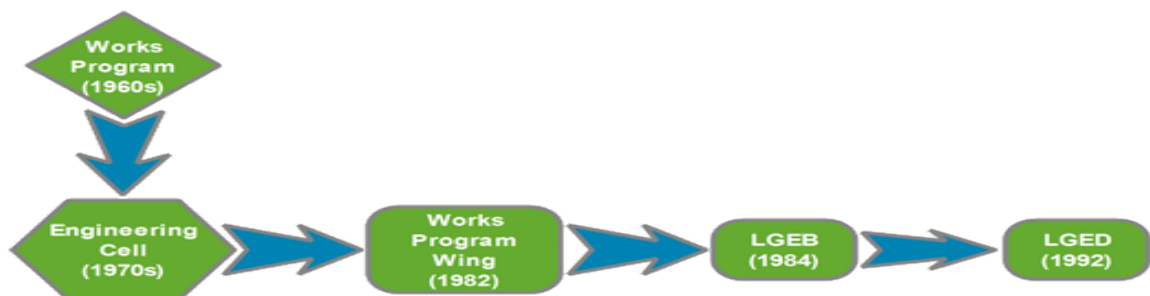 Works
Program
(1960s)
Engineering
Cell
(1970s)
Works
Program
Wing
(1982)
LGEB
(1984)
LGED
(1992)